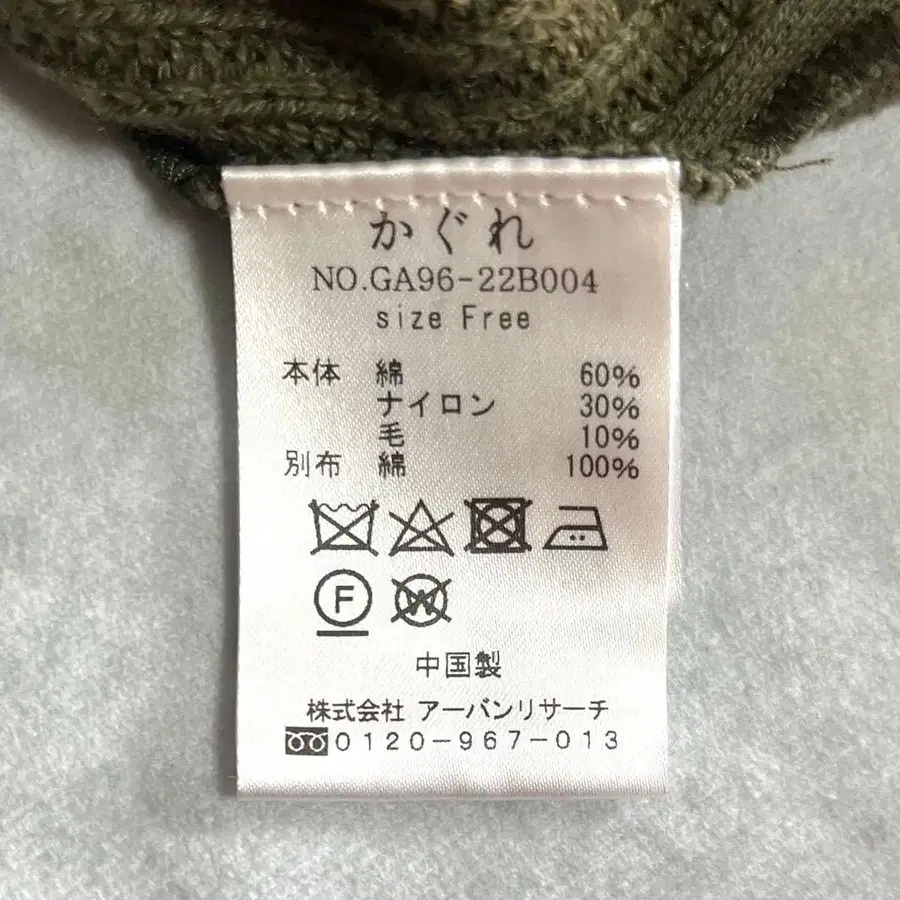 かぐれ
NO.GA96-22B004
size Free
本体 綿 60%
ナイロン 30%
毛 10%
別布 綿 100%
F W
中国製
株式会社 アーバンリサーチ
0120-967-013